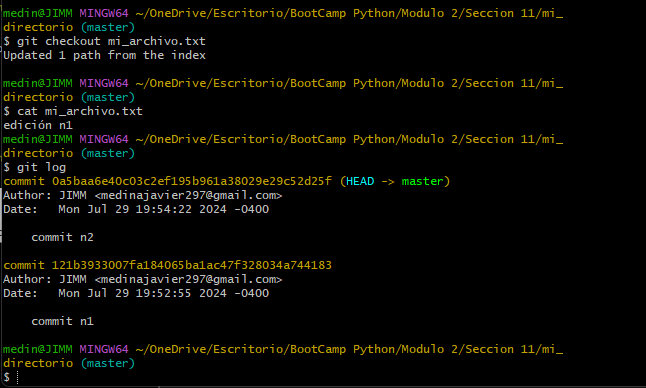 medin@JIMM MINGW64 ~/OneDrive/Escritorio/BootCamp Python/Modulo 2/Section 11/mi_
directorio (master)
$ git checkout mi_archivo.txt
Updated 1 path from the index
medin@JIMM MINGW64 ~/OneDrive/Escritorio/BootCamp Python/Modulo 2/Section 11/mi_
directorio (master)
$ cat mi_archivo.txt
edición n1
medin@JIMM MINGW64 ~/OneDrive/Escritorio/BootCamp Python/Modulo 2/Section 11/mi_
directorio (master)
$ git log
commit 0a5baa6e40c03c2ef195b961a38029e29c52d25f (HEAD -> master)
Author: JIMM <medinajavier297@gmail.com>
Date:   Mon Jul 29 19:54:22 2024 -0400
commit n2
commit 121b3933007fa184065ba1ac47f328034a744183
Author: JIMM <medinajavier297@gmail.com>
Date:   Mon Jul 29 19:52:55 2024 -0400
commit n1
medin@JIMM MINGW64 ~/OneDrive/Escritorio/BootCamp Python/Modulo 2/Section 11/mi_
directorio (master)
$